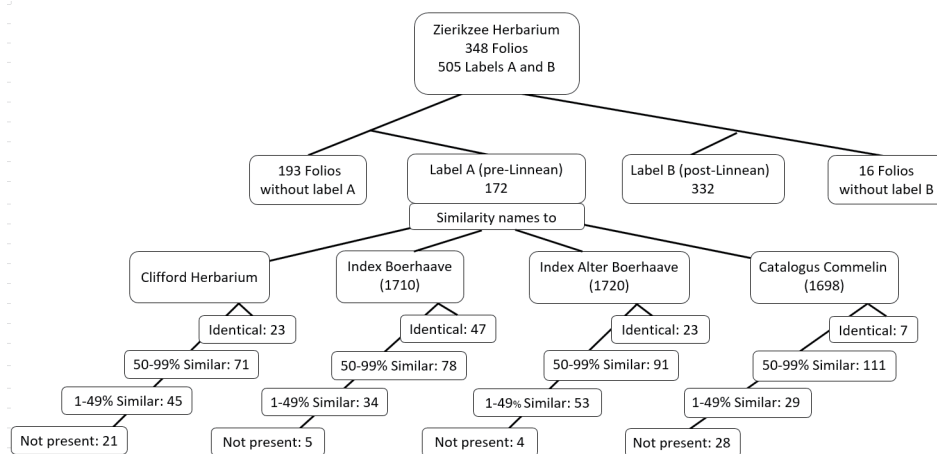 Zierikzee Herbarium
348 Folios
505 Labels A and B
193 Folios
without label A
Label A (pre-Linnean)
172
Label B (post-Linnean)
332
16 Folios
without label B
Similarity names to
Clifford Herbarium
Index Boerhaave
(1710)
Index Alter Boerhaave
(1720)
Catalogus Commelin
(1698)
Identical: 23
50-99% Similar: 71
1-49% Similar: 45
Not present: 21
Identical: 47
50-99% Similar: 78
1-49% Similar: 34
Not present: 5
Identical: 23
50-99% Similar: 91
1-49% Similar: 53
Not present: 4
Identical: 7
50-99% Similar: 111
1-49% Similar: 29
Not present: 28